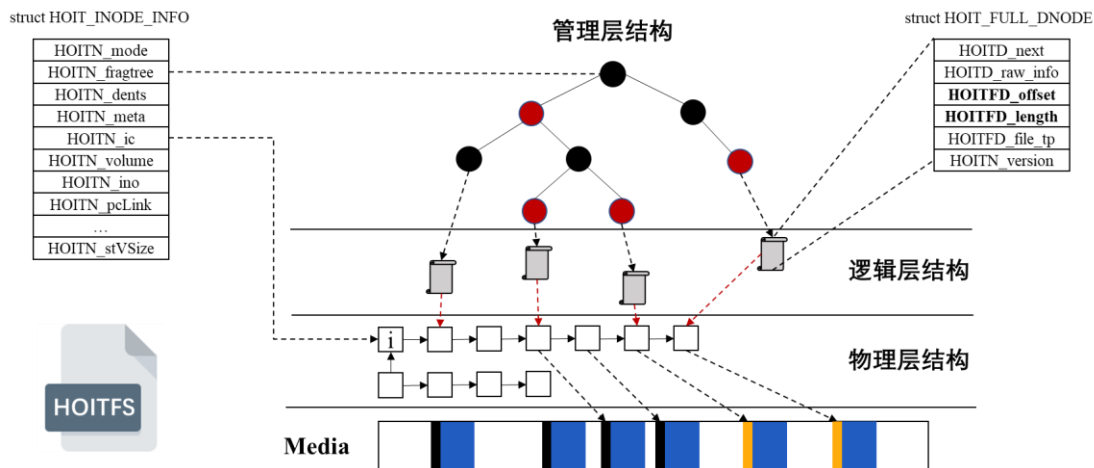 struct HOIT_INODE_INFO
HOITN_mode
HOITN_fragtree
HOITN_dents
HOITN_meta
HOITN_ic
HOITN_volume
HOITN_ino
HOITN_pcLink
…
HOITN_stVSize
管理层结构
struct HOIT_FULL_DNODE
HOITD_next
HOITD_raw_info
HOITFD_offset
HOITFD_length
HOITFD_file_tp
HOITN_version
逻辑层结构
i
物理层结构
HOITFS
Media